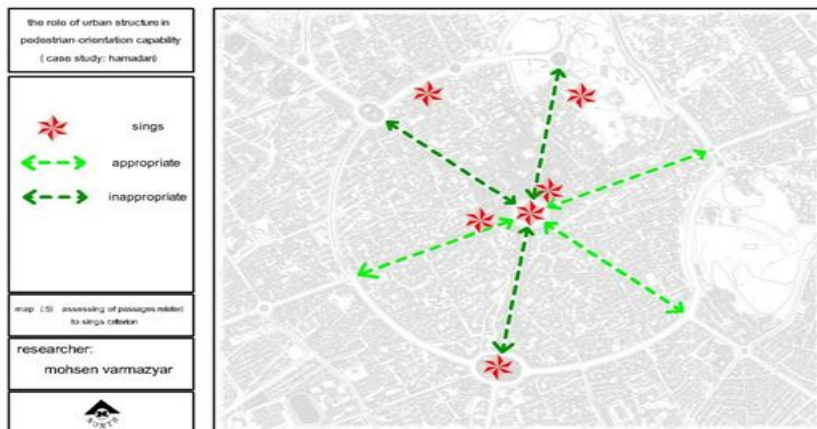 the role of urban structure in
pedestrian-orientation capability
( case study: hamadan)
sings
appropriate
inappropriate
map (5) assessing of passages related
to sings criterion
researcher:
mohsen varmazyar
NORTH